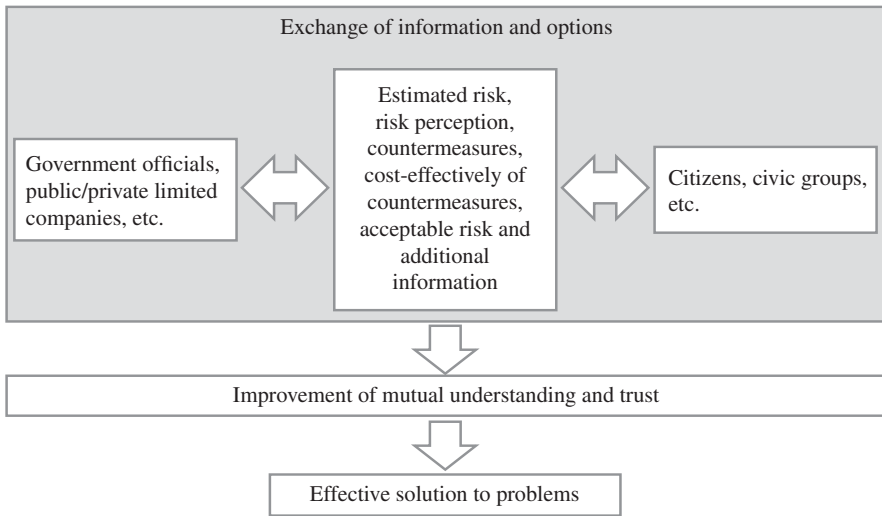 Exchange of information and options
Government officials,
public/private limited
companies, etc.
Estimated risk,
risk perception,
countermeasures,
cost-effectively of
countermeasures,
acceptable risk and
additional
information
Citizens, civic groups,
etc.
Improvement of mutual understanding and trust
Effective solution to problems